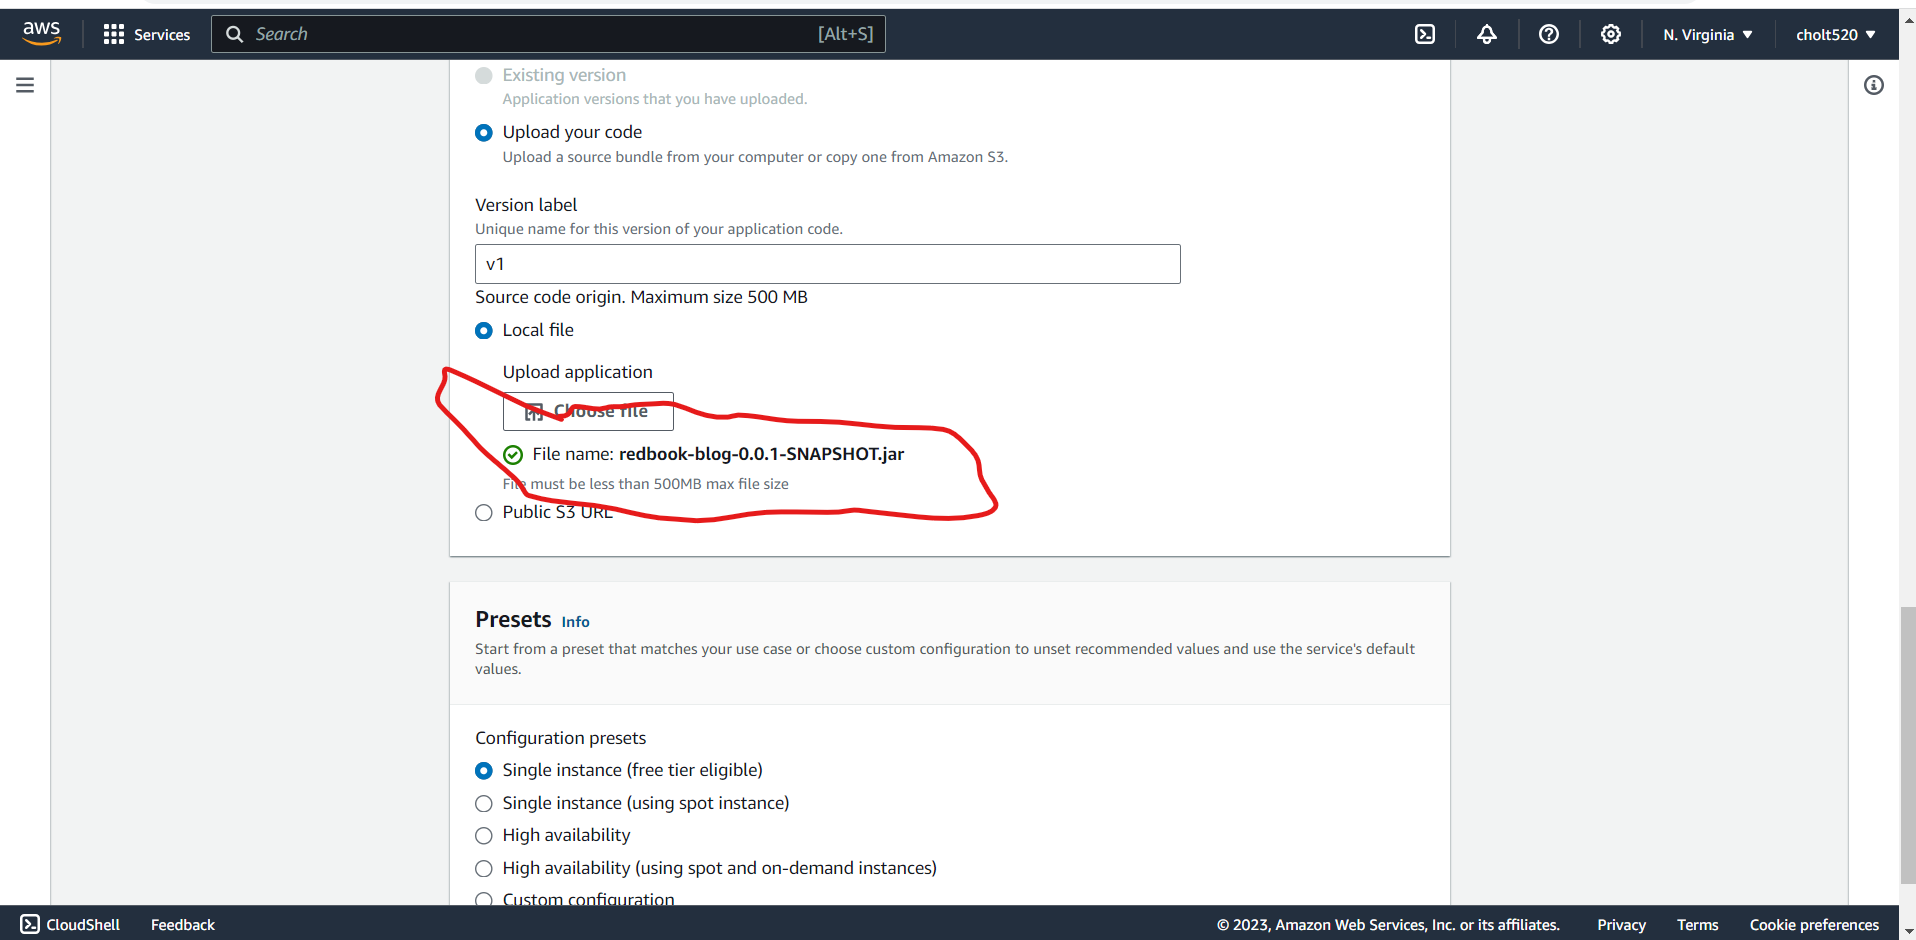 aws Services Search [Alt+S] N. Virginia cholt520
Existing version
Application versions that you have uploaded.
Upload your code
Upload a source bundle from your computer or copy one from Amazon S3.
Version label
Unique name for this version of your application code.
v1
Source code origin. Maximum size 500 MB
Local file
Upload application
Choose file
File name: redbook-blog-0.0.1-SNAPSHOT.jar
File must be less than 500MB max file size
Public S3 URL
Presets Info
Start from a preset that matches your use case or choose custom configuration to unset recommended values and use the service's default
values.
Configuration presets
Single instance (free tier eligible)
Single instance (using spot instance)
High availability
High availability (using spot and on-demand instances)
Custom configuration
CloudShell Feedback © 2023, Amazon Web Services, Inc. or its affiliates. Privacy Terms Cookie preferences